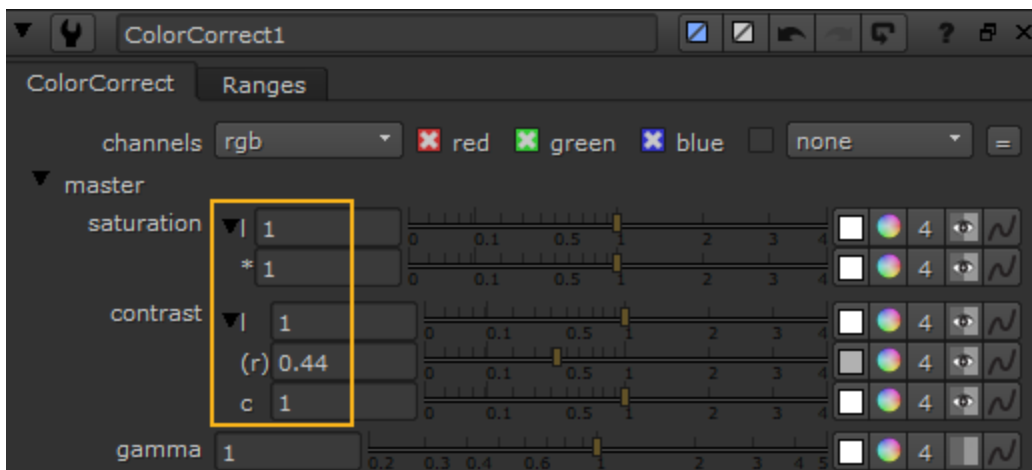 ColorCorrect1 ?
ColorCorrect Ranges
channels rgb red green blue none =
master
saturation l 1 0 0.1 0.5 1 2 3 4 4
* 1 0 0.1 0.5 1 2 3 4 4
contrast l 1 0 0.1 0.5 1 2 3 4 4
(r) 0.44 0 0.1 0.5 1 2 3 4 4
c 1 0 0.1 0.5 1 2 3 4 4
gamma 1 0.2 0.3 0.4 0.6 1 2 3 4 5 4